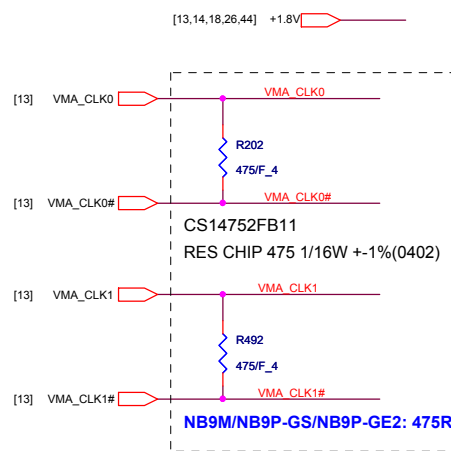 [13,14,18,26,44] +1.8V
[13] VMA_CLK0 VMA_CLK0
R202
475/F_4
[13] VMA_CLK0# VMA_CLK0#
CS14752FB11
RES CHIP 475 1/16W +-1%(0402)
[13] VMA_CLK1 VMA_CLK1
R492
475/F_4
[13] VMA_CLK1# VMA_CLK1#
NB9M/NB9P-GS/NB9P-GE2: 475R